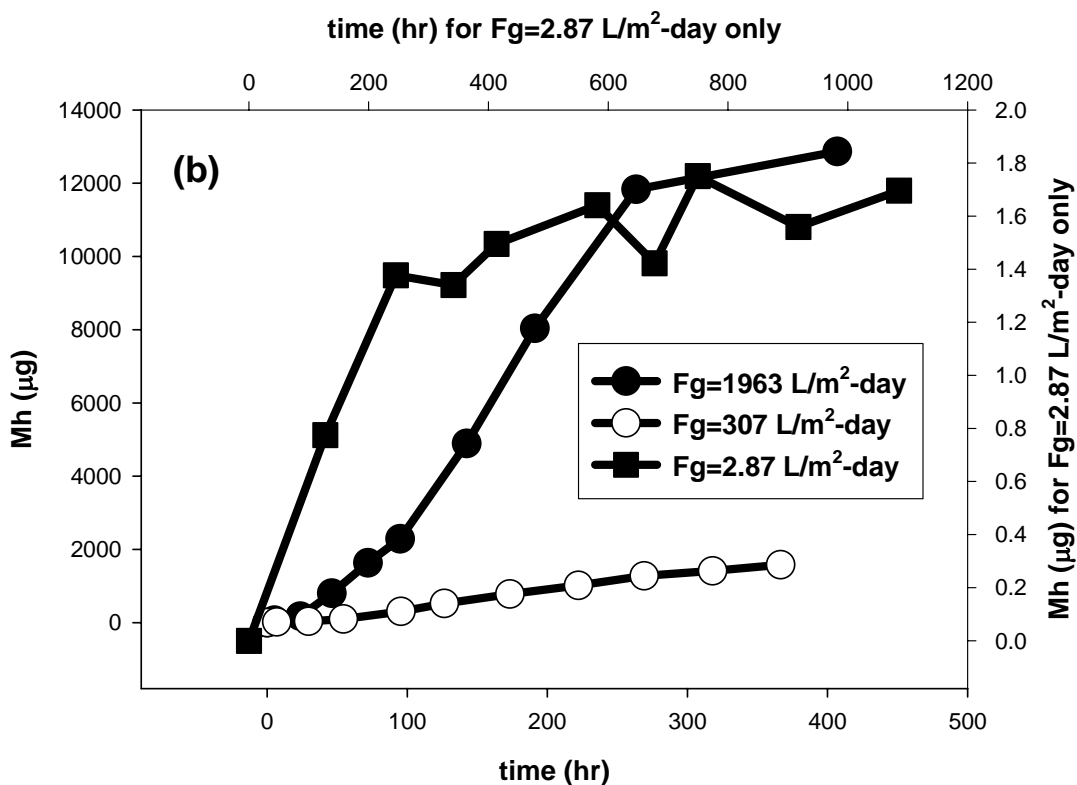 time (hr) for Fg=2.87 L/m²-day only
0 200 400 600 800 1000 1200
(b)
14000
12000
10000
8000
6000
4000
2000
0
Mh (μg)
2.0
1.8
1.6
1.4
1.2
1.0
0.8
0.6
0.4
0.2
0.0
Mh (μg) for Fg=2.87 L/m²-day only
Fg=1963 L/m²-day
Fg=307 L/m²-day
Fg=2.87 L/m²-day
0 100 200 300 400 500
time (hr)